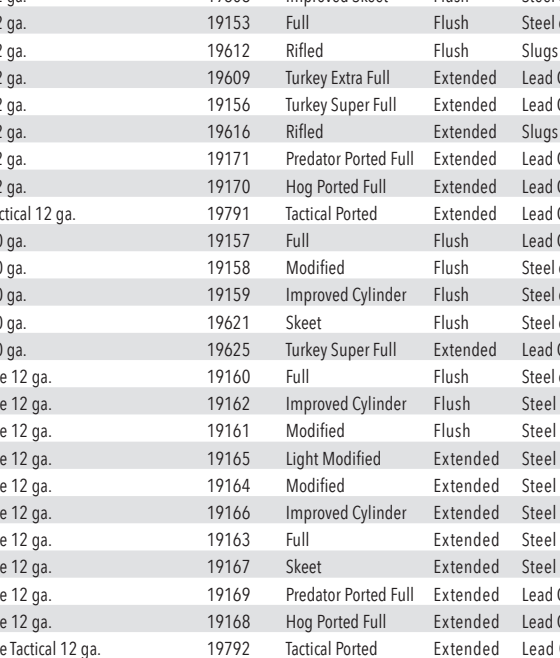 ga. 19153 Full Flush Steel
ga. 19612 Rifled Flush Slugs
ga. 19609 Turkey Extra Full Extended Lead
ga. 19156 Turkey Super Full Extended Lead
ga. 19616 Rifled Extended Slugs
ga. 19171 Predator Ported Full Extended Lead
ga. 19170 Hog Ported Full Extended Lead
12 ga. 19791 Tactical Ported Extended Lead
ga. 19157 Full Flush Lead
ga. 19158 Modified Flush Steel
ga. 19159 Improved Cylinder Flush Steel
ga. 19621 Skeet Flush Steel
ga. 19625 Turkey Super Full Extended Lead
e 12 ga. 19160 Full Flush Steel
e 12 ga. 19162 Improved Cylinder Flush Steel
e 12 ga. 19161 Modified Flush Steel
e 12 ga. 19165 Light Modified Extended Steel
e 12 ga. 19164 Modified Extended Steel
e 12 ga. 19166 Improved Cylinder Extended Steel
e 12 ga. 19163 Full Extended Steel
e 12 ga. 19167 Skeet Extended Steel
e 12 ga. 19169 Predator Ported Full Extended Lead
e 12 ga. 19168 Hog Ported Full Extended Lead
e Tactical 12 ga. 19792 Tactical Ported Extended Lead